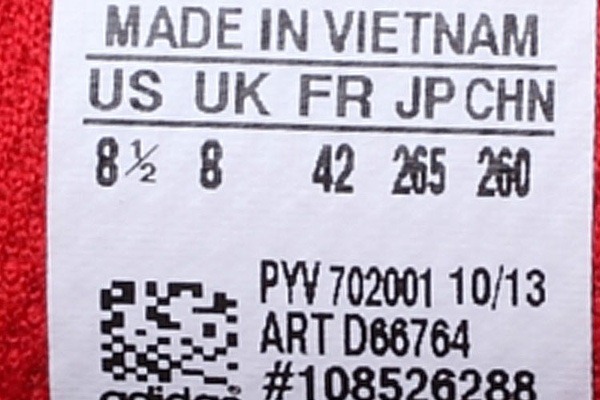 MADE IN VIETNAM
US UK FR JP CHN
8½ 8 42 265 260
PYV 702001 10/13
ART D66764
#108526288
adidas